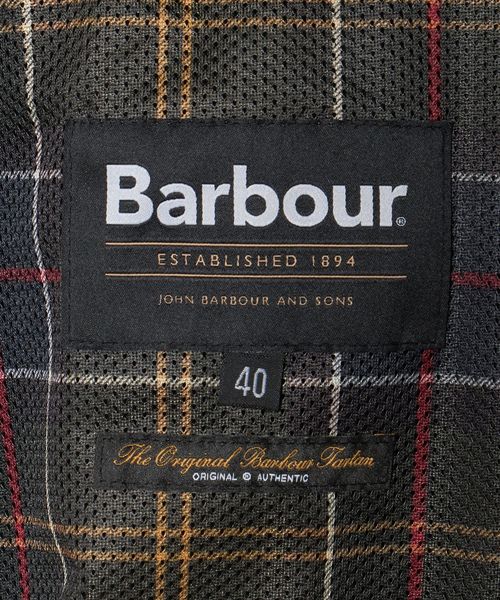 Barbour®
ESTABLISHED 1894
JOHN BARBOUR AND SONS
40
The Original Barbour Tartan
ORIGINAL ® AUTHENTIC